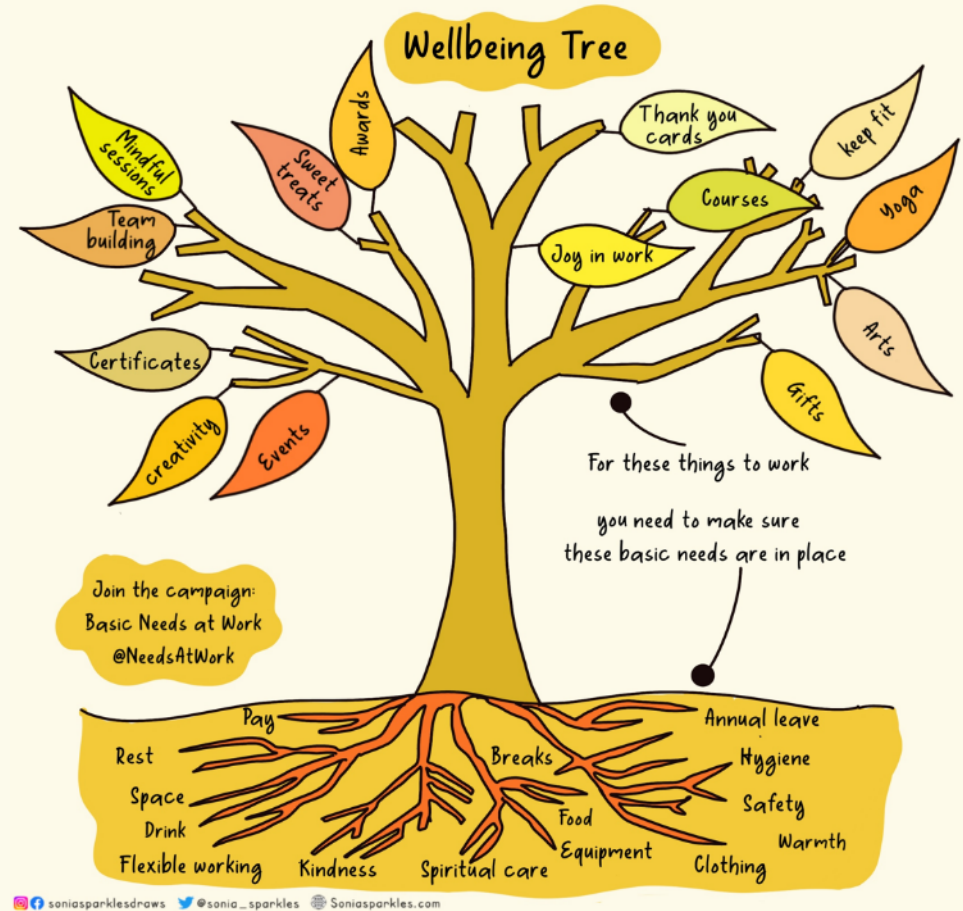 Wellbeing Tree
Mindful
sessions
Team
building
Sweet
treats
Awards
Thank you
cards
Courses
keep fit
Yoga
Joy in work
Arts
Certificates
creativity
Events
Gifts
For these things to work
you need to make sure
these basic needs are in place
Join the campaign:
Basic Needs at Work
@NeedsAtWork
Pay
Annual leave
Rest
Breaks
Hygiene
Space
Safety
Drink
Food
Warmth
Flexible working
Kindness
Spiritual care
Equipment
Clothing
soniasparklesdraws @sonia_sparkles Soniasparkles.com